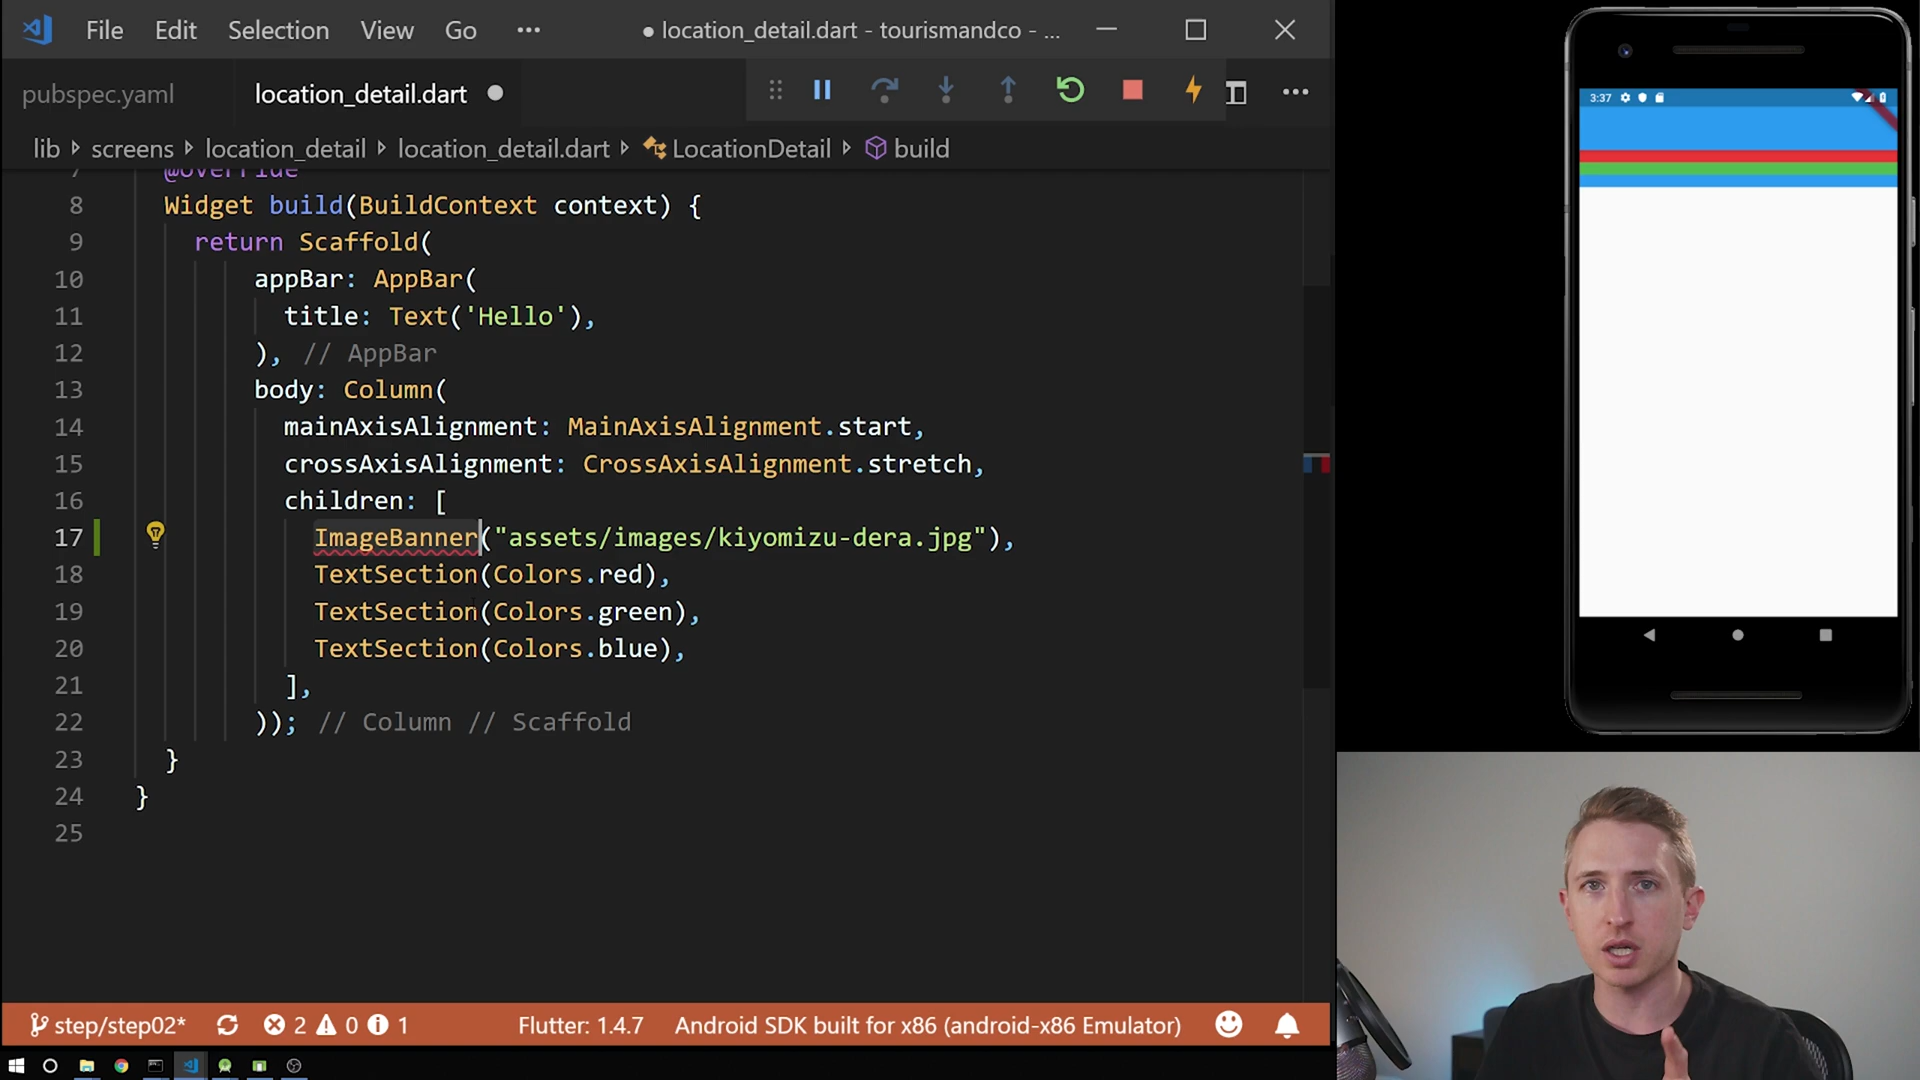 File Edit Selection View Go ••• ● location_detail.dart - tourismandco - ...
pubspec.yaml location_detail.dart ●
lib screens location_detail location_detail.dart LocationDetail build
7 @override
8 Widget build(BuildContext context) {
9 return Scaffold(
10 appBar: AppBar(
11 title: Text('Hello'),
12 ), // AppBar
13 body: Column(
14 mainAxisAlignment: MainAxisAlignment.start,
15 crossAxisAlignment: CrossAxisAlignment.stretch,
16 children: [
17 ImageBanner("assets/images/kiyomizu-dera.jpg"),
18 TextSection(Colors.red),
19 TextSection(Colors.green),
20 TextSection(Colors.blue),
21 ],
22 )); // Column // Scaffold
23 }
24 }
25
step/step02* 2 0 1 Flutter: 1.4.7 Android SDK built for x86 (android-x86 Emulator)
3:37